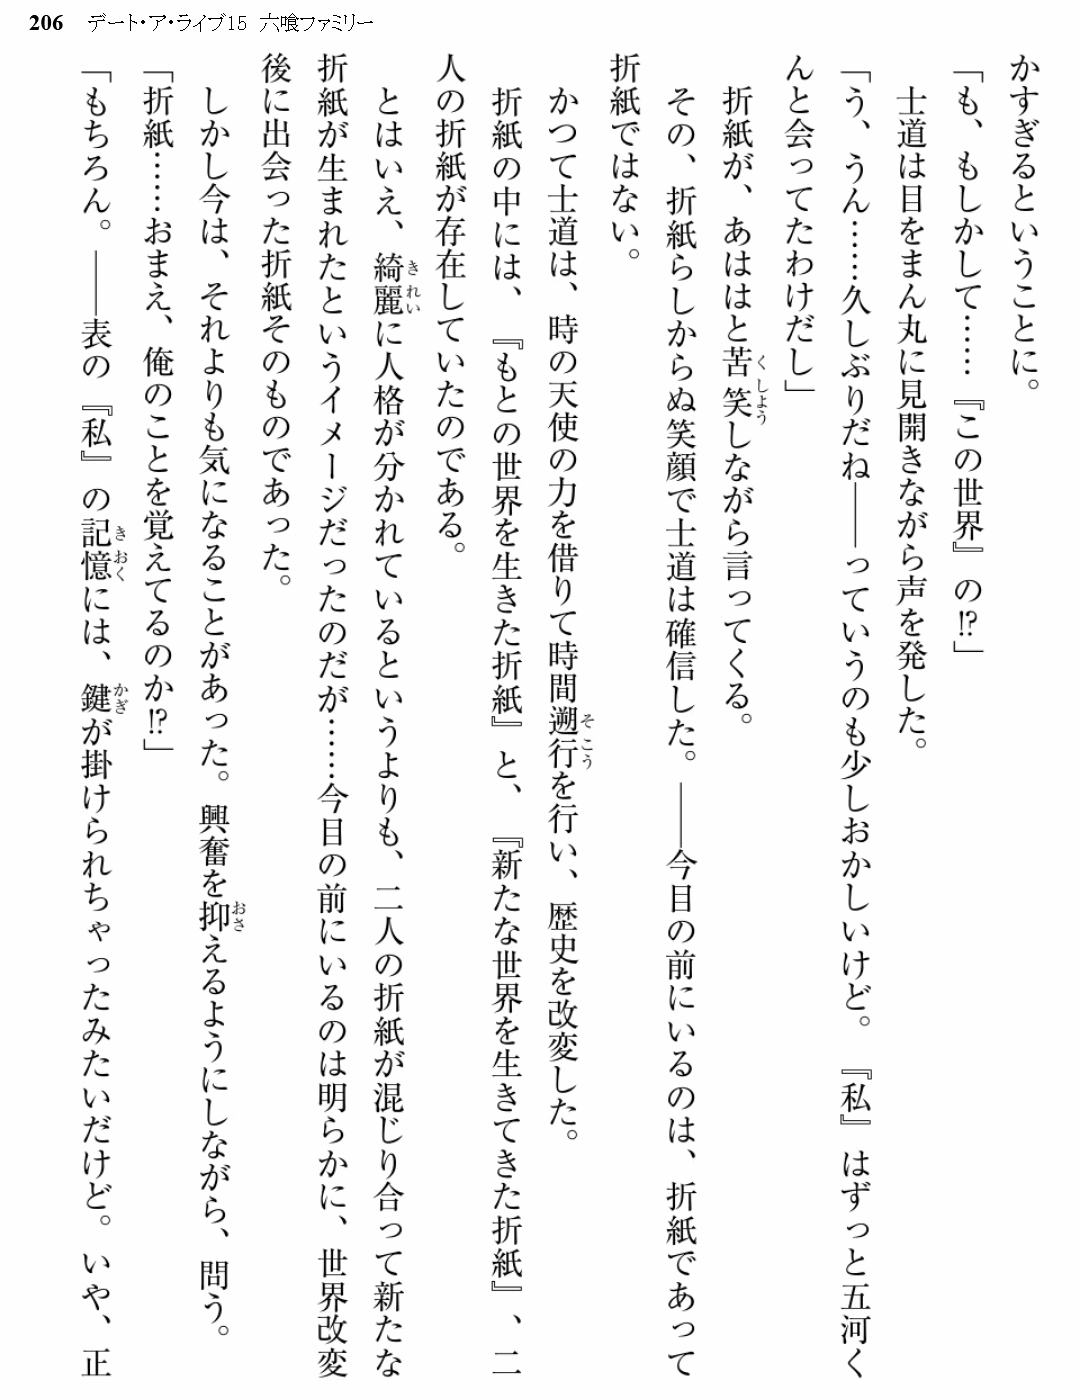 206 デート・ア・ライブ15 六喰ファミリー
かすぎるということに。
「も、もしかして……『この世界』の!?」
士道は目をまん丸に見開きながら声を発した。
「う、うん……久しぶりだね――っていうのも少しおかしいけど。『私』はずっと五河く
んと会ってたわけだし」
折紙が、あははと苦笑しながら言ってくる。
その、折紙らしからぬ笑顔で士道は確信した。――今目の前にいるのは、折紙であって
折紙ではない。
かつて士道は、時の天使の力を借りて時間遡行を行い、歴史を改変した。
折紙の中には、『もとの世界を生きた折紙』と、『新たな世界を生きてきた折紙』、二
人の折紙が存在していたのである。
とはいえ、綺麗に人格が分かれているというよりも、二人の折紙が混じり合って新たな
折紙が生まれたというイメージだったのだが……今目の前にいるのは明らかに、世界改変
後に出会った折紙そのものであった。
しかし今は、それよりも気になることがあった。興奮を抑えるようにしながら、問う。
「折紙……おまえ、俺のことを覚えてるのか!?」
「もちろん。――表の『私』の記憶には、鍵が掛けられちゃったみたいだけど。いや、正